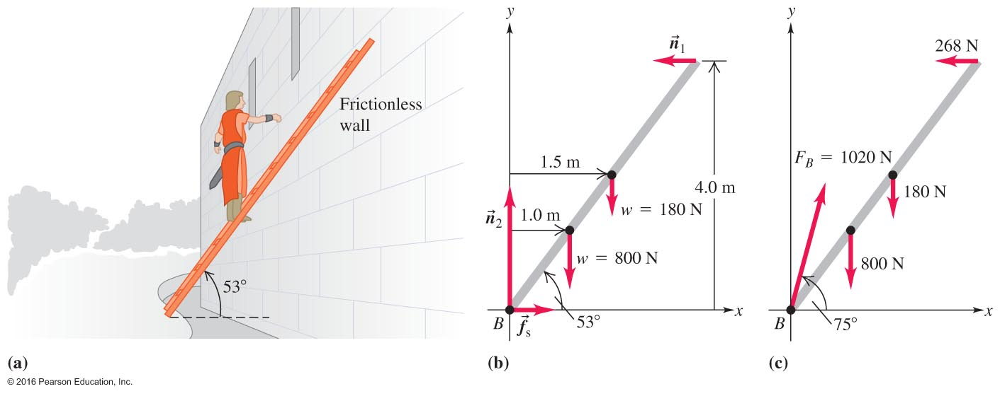 Frictionless
wall
53°
(a)
© 2016 Pearson Education, Inc.
y
n⃗₁
1.5 m
4.0 m
n⃗₂
1.0 m
w = 180 N
w = 800 N
B
f⃗ₛ
53°
x
(b)
y
268 N
F_B = 1020 N
180 N
800 N
B
75°
x
(c)